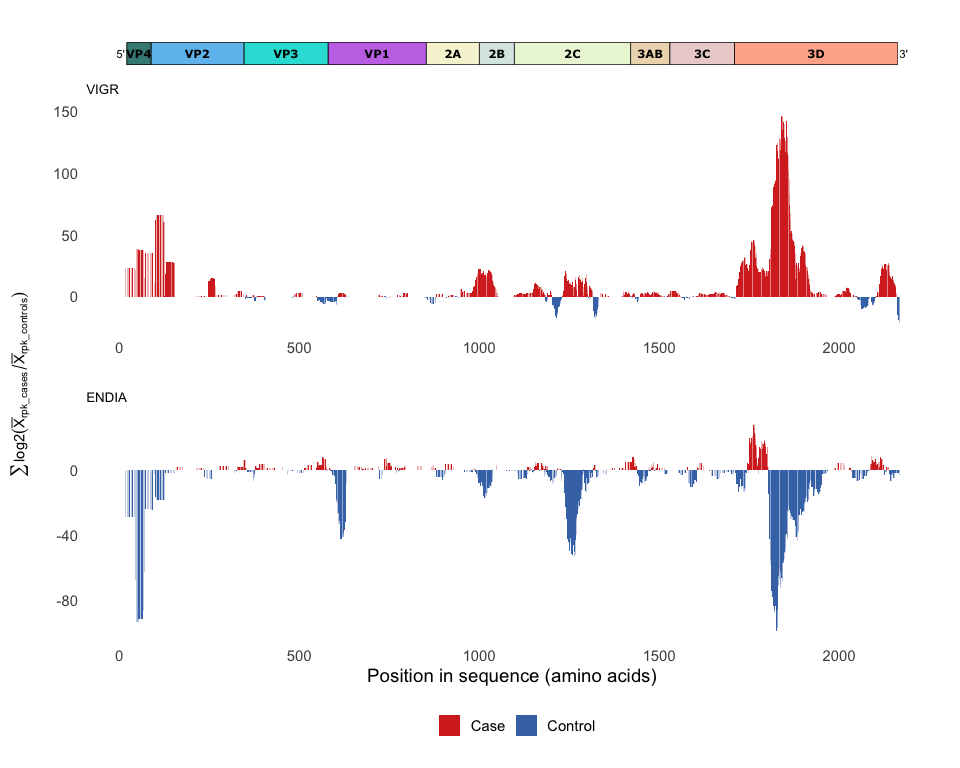 5' VP4 VP2 VP3 VP1 2A 2B 2C 3AB 3C 3D 3'
VIGR
150
100
50
0
0 500 1000 1500 2000
∑log2(X̅rpk_cases/X̅rpk_controls)
ENDIA
0
-40
-80
0 500 1000 1500 2000
Position in sequence (amino acids)
Case Control